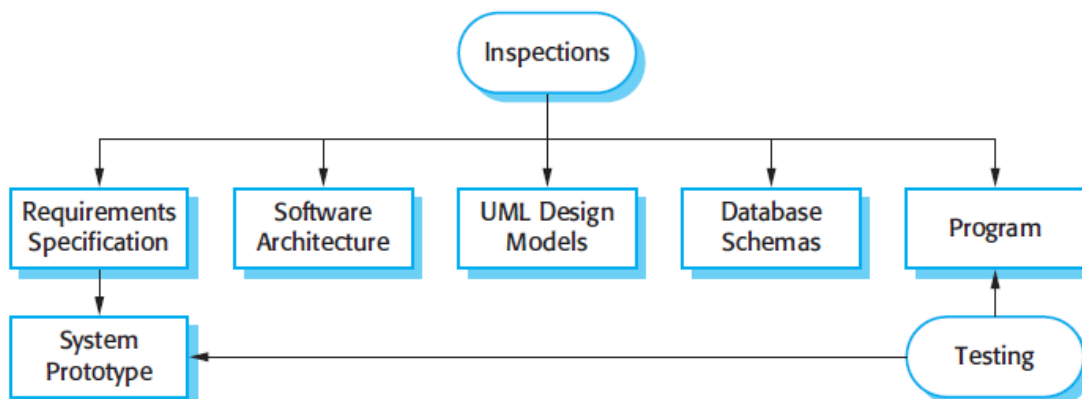 Inspections
Requirements
Specification
Software
Architecture
UML Design
Models
Database
Schemas
Program
System
Prototype
Testing